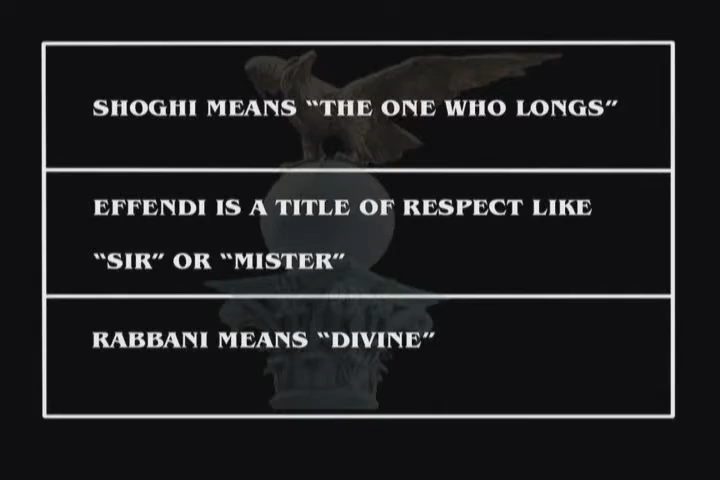 SHOGHI MEANS “THE ONE WHO LONGS”
EFFENDI IS A TITLE OF RESPECT LIKE
“SIR” OR “MISTER”
RABBANI MEANS “DIVINE”